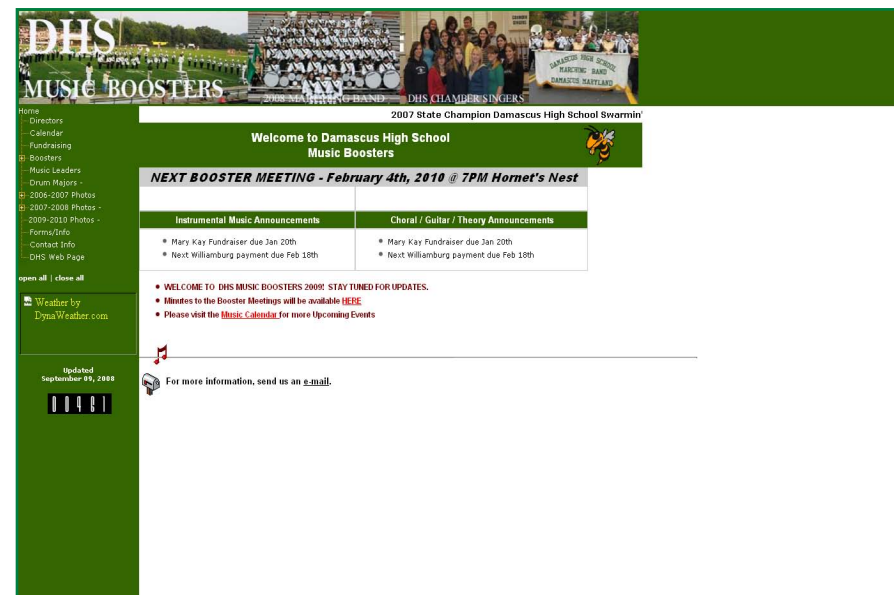 DHS
MUSIC BOOSTERS
2008 MARCHING BAND
DHS CHAMBER SINGERS
DAMASCUS HIGH SCHOOL
MARCHING BAND
DAMASCUS MARYLAND
Home
Directors
Calendar
Fundraising
Boosters
Music Leaders
Drum Majors -
2006-2007 Photos
2007-2008 Photos -
2009-2010 Photos -
Forms/Info
Contact Info
DHS Web Page
open all | close all
Weather by
DynaWeather.com
Updated
September 09, 2008
00461
2007 State Champion Damascus High School Swarmin'
Welcome to Damascus High School
Music Boosters
NEXT BOOSTER MEETING - February 4th, 2010 @ 7PM Hornet's Nest
Instrumental Music Announcements
Mary Kay Fundraiser due Jan 20th
Next Williamburg payment due Feb 18th
Choral / Guitar / Theory Announcements
Mary Kay Fundraiser due Jan 20th
Next Williamburg payment due Feb 18th
WELCOME TO DHS MUSIC BOOSTERS 2009! STAY TUNED FOR UPDATES.
Minutes to the Booster Meetings will be available HERE
Please visit the Music Calendar for more Upcoming Events
For more information, send us an e-mail.